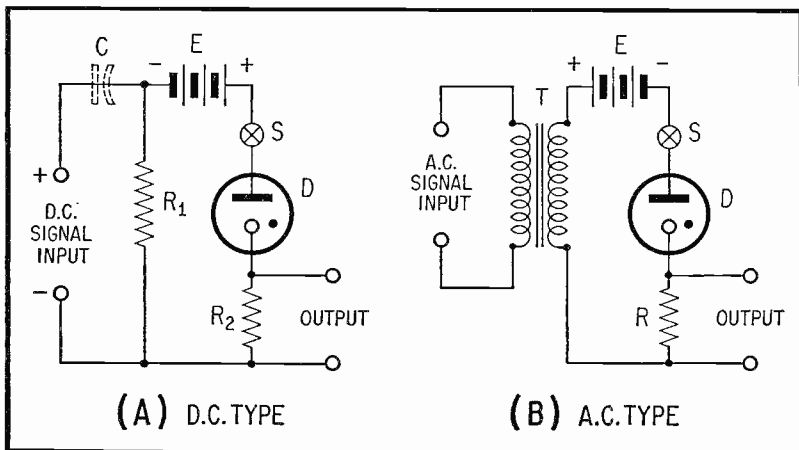 C
- E +
S
D
+
D.C.
SIGNAL
INPUT
-
R1
R2
OUTPUT
(A) D.C. TYPE
+ E -
T
S
D
A.C.
SIGNAL
INPUT
R
OUTPUT
(B) A.C. TYPE